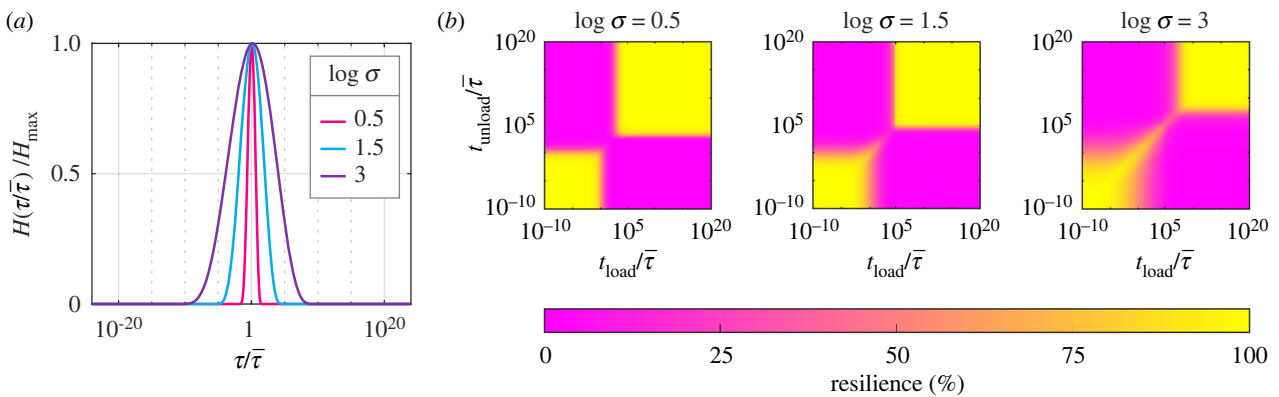 (a)
H(τ/τ̅)/H_max
1.0
0.5
0
10^-20
1
10^20
τ/τ̅
log σ
0.5
1.5
3
(b)
log σ = 0.5
log σ = 1.5
log σ = 3
t_unload/τ̅
10^20
10^5
10^-10
10^-10
10^5
10^20
t_load/τ̅
10^20
10^5
10^-10
10^-10
10^5
10^20
t_load/τ̅
10^20
10^5
10^-10
10^-10
10^5
10^20
t_load/τ̅
0
25
50
75
100
resilience (%)